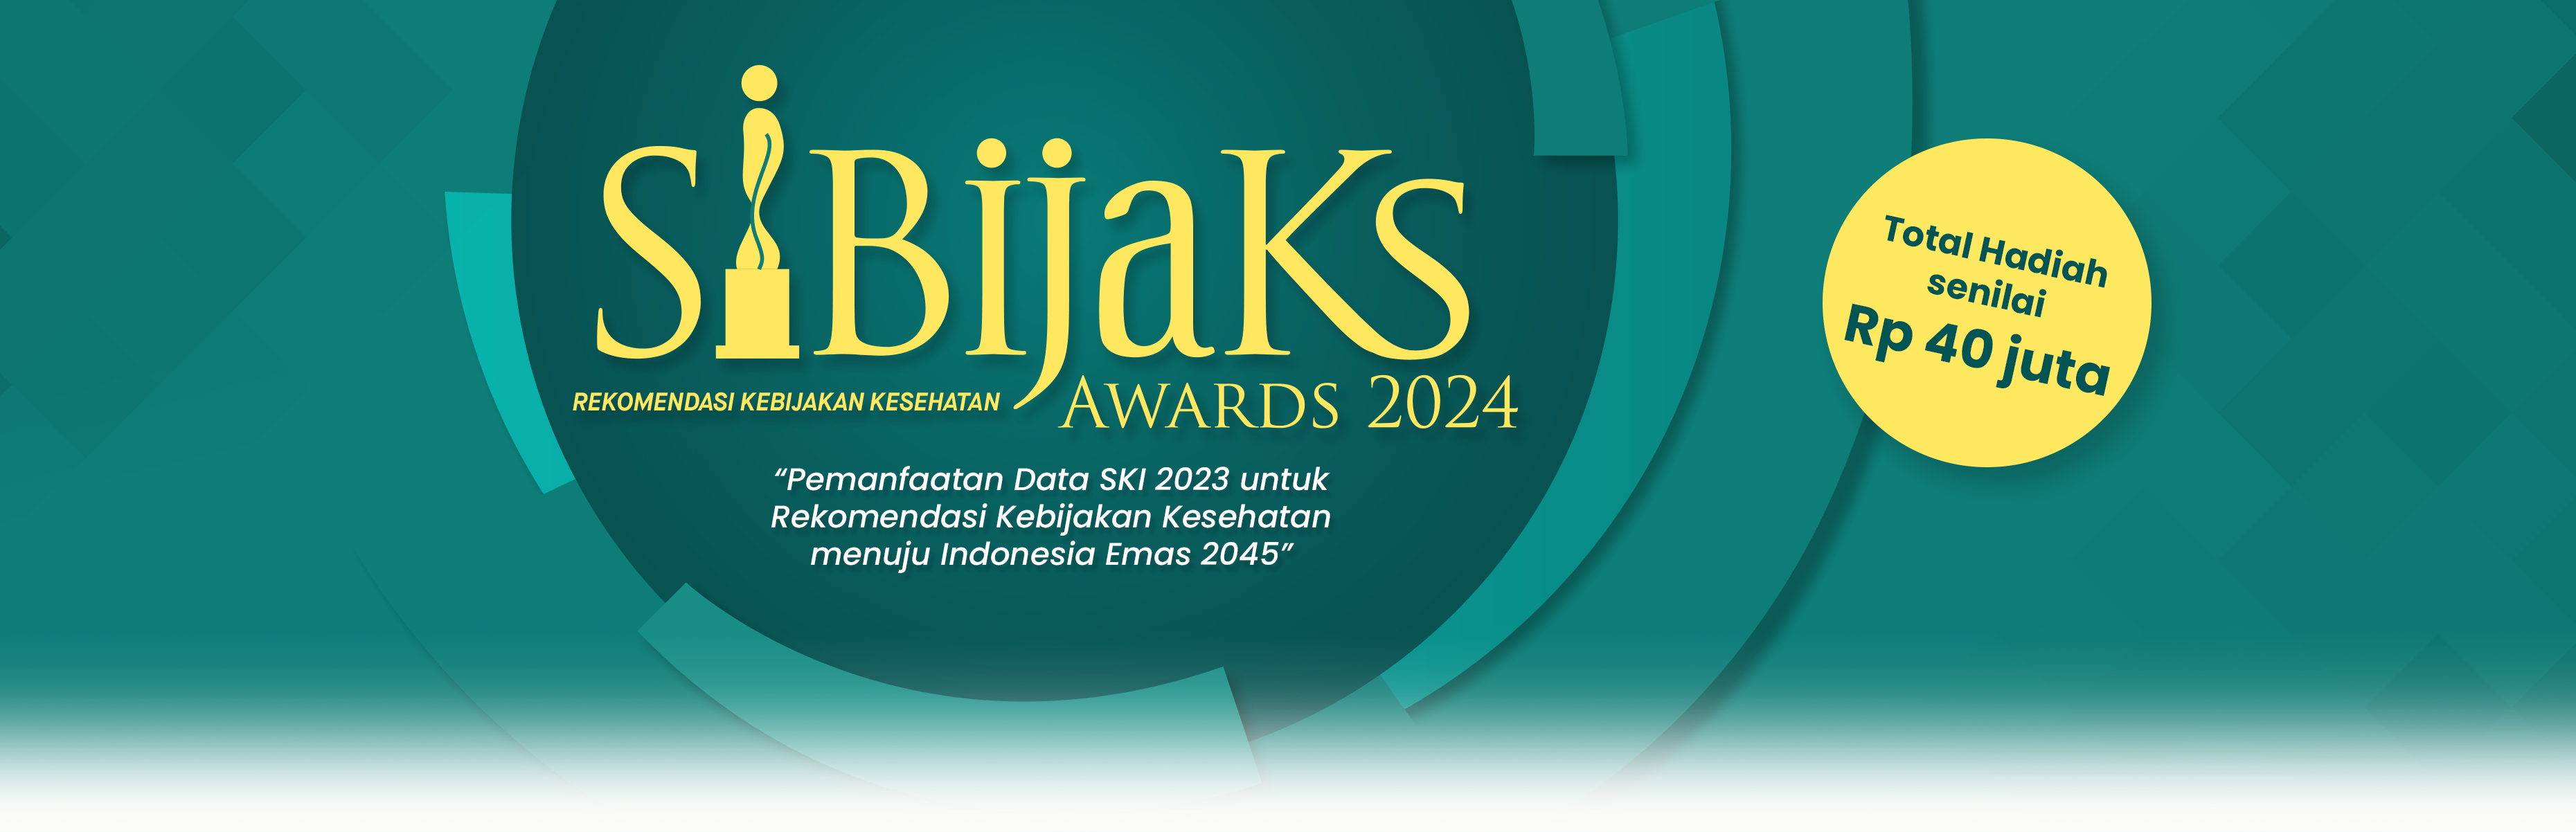 SiBijaKs
REKOMENDASI KEBIJAKAN KESEHATAN
AWARDS 2024
“Pemanfaatan Data SKI 2023 untuk
Rekomendasi Kebijakan Kesehatan
menuju Indonesia Emas 2045”
Total Hadiah
senilai
Rp 40 juta